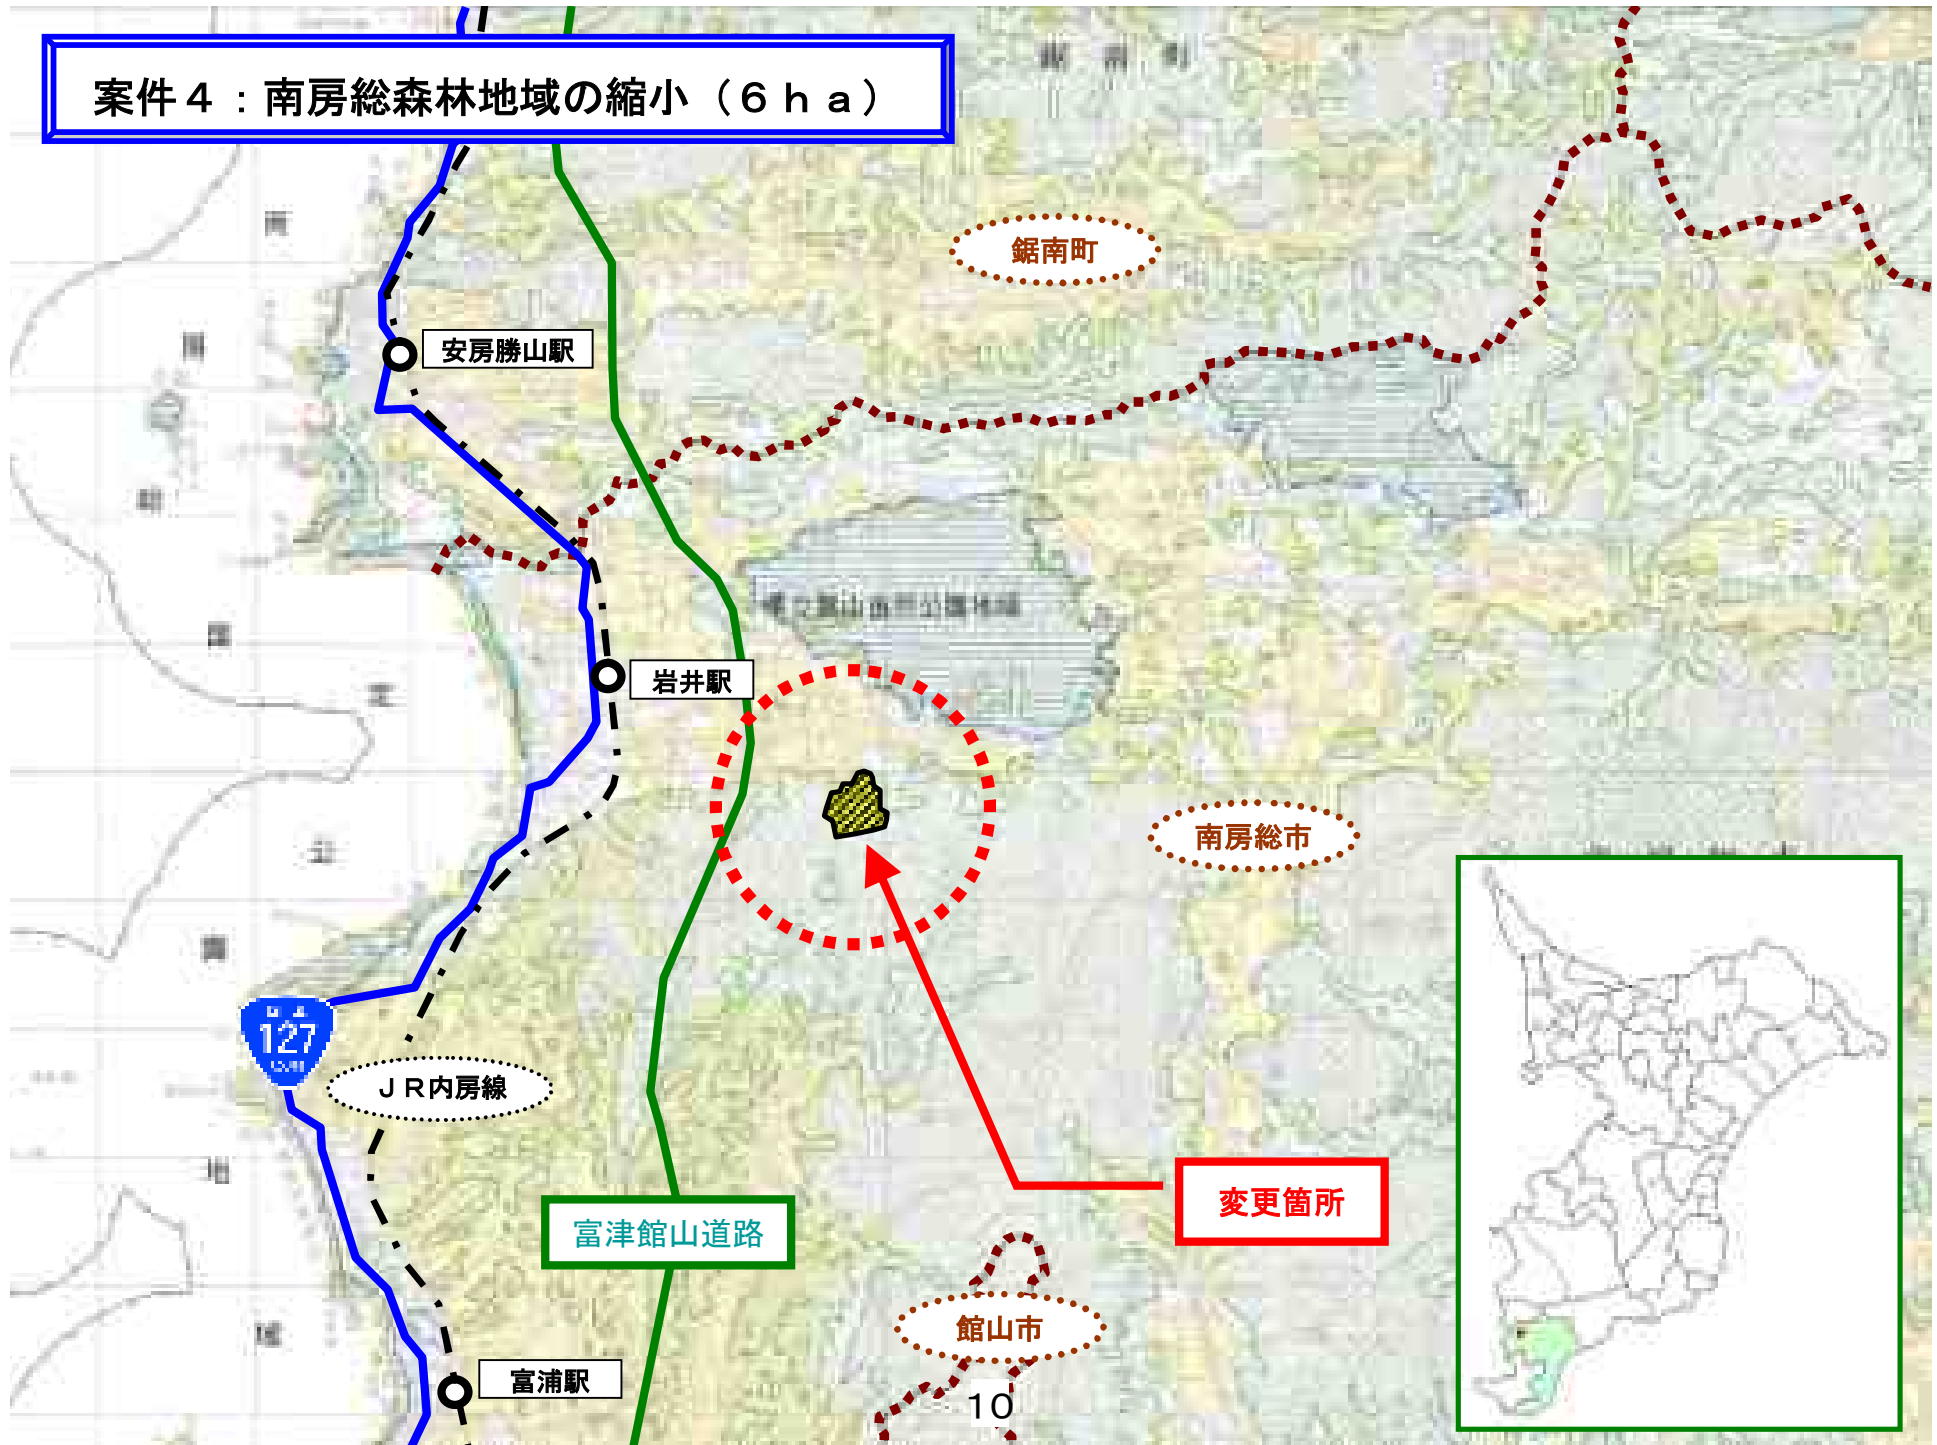 案件４：南房総森林地域の縮小（６ｈａ）
鋸南町
安房勝山駅
岩井駅
南房総市
127
ＪＲ内房線
変更箇所
富津館山道路
館山市
富浦駅
10